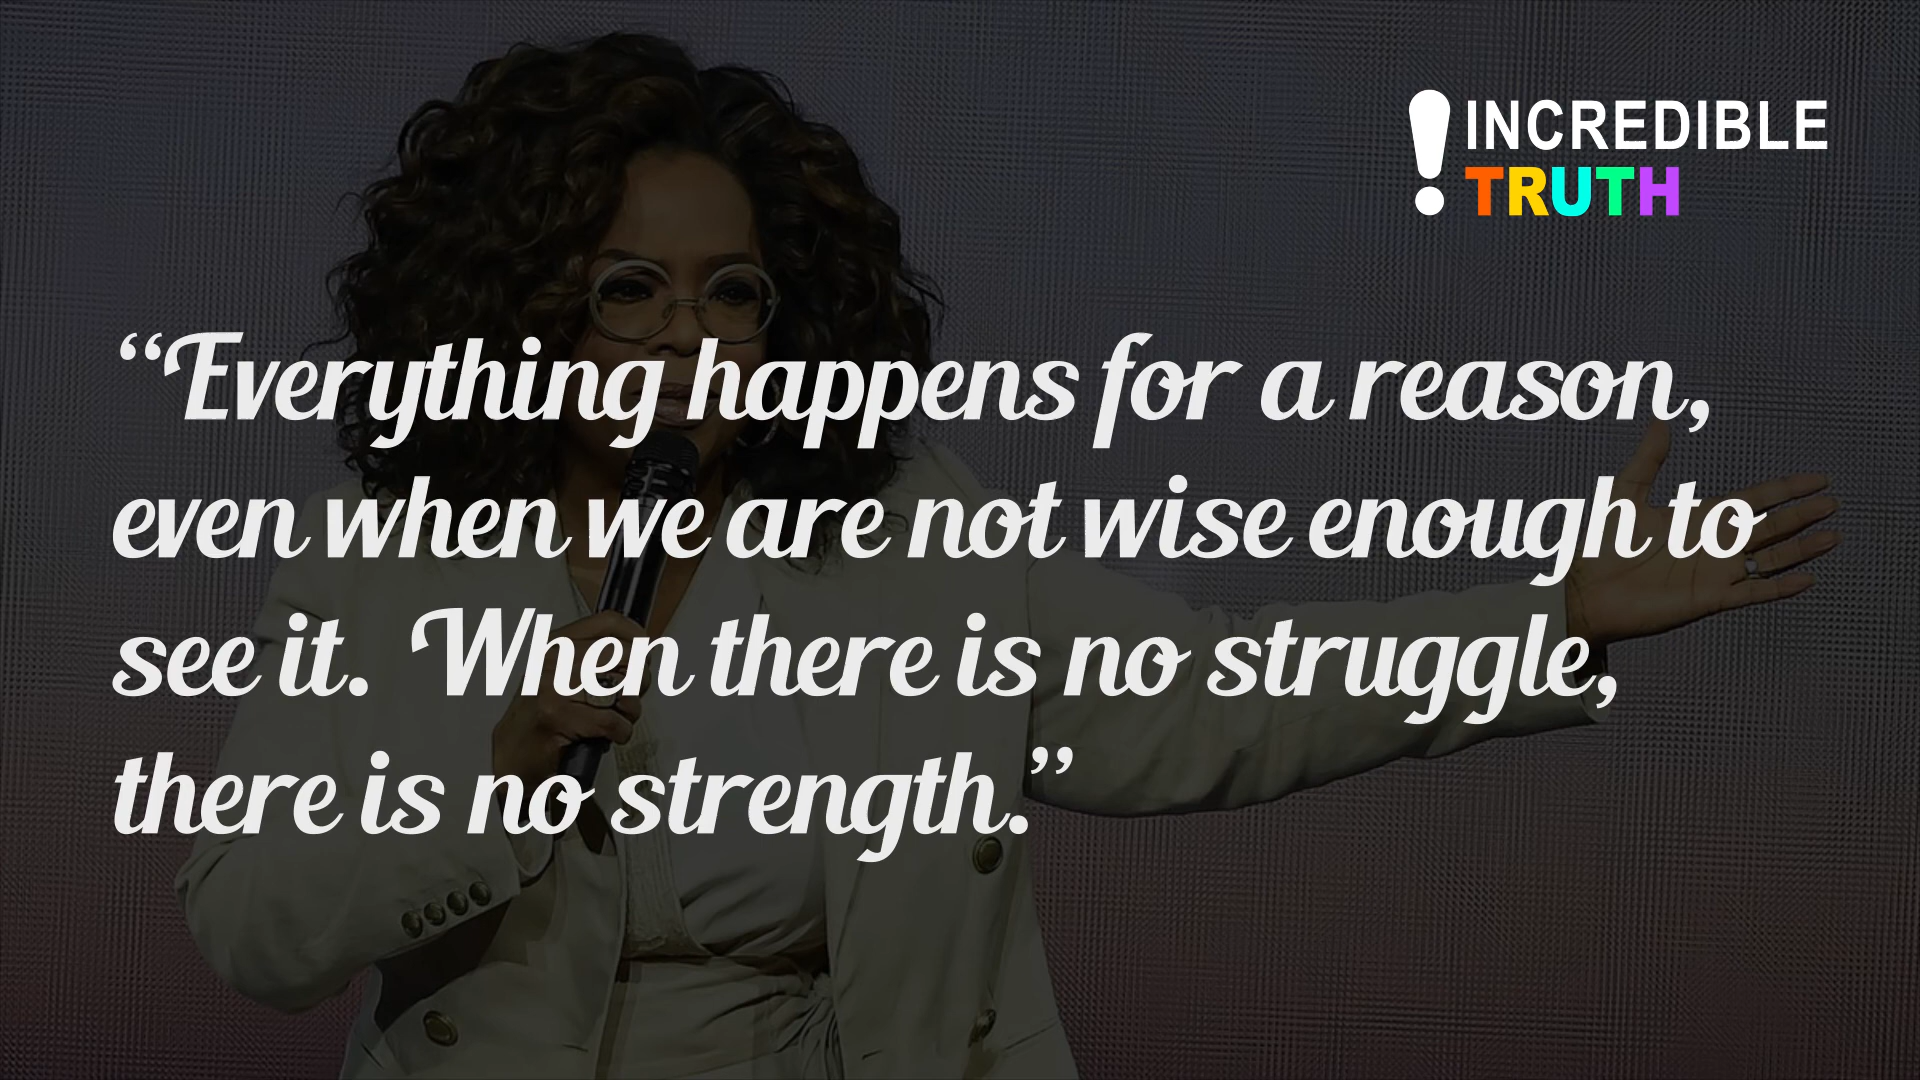 INCREDIBLE
TRUTH
“Everything happens for a reason,
even when we are not wise enough to
see it. When there is no struggle,
there is no strength.”